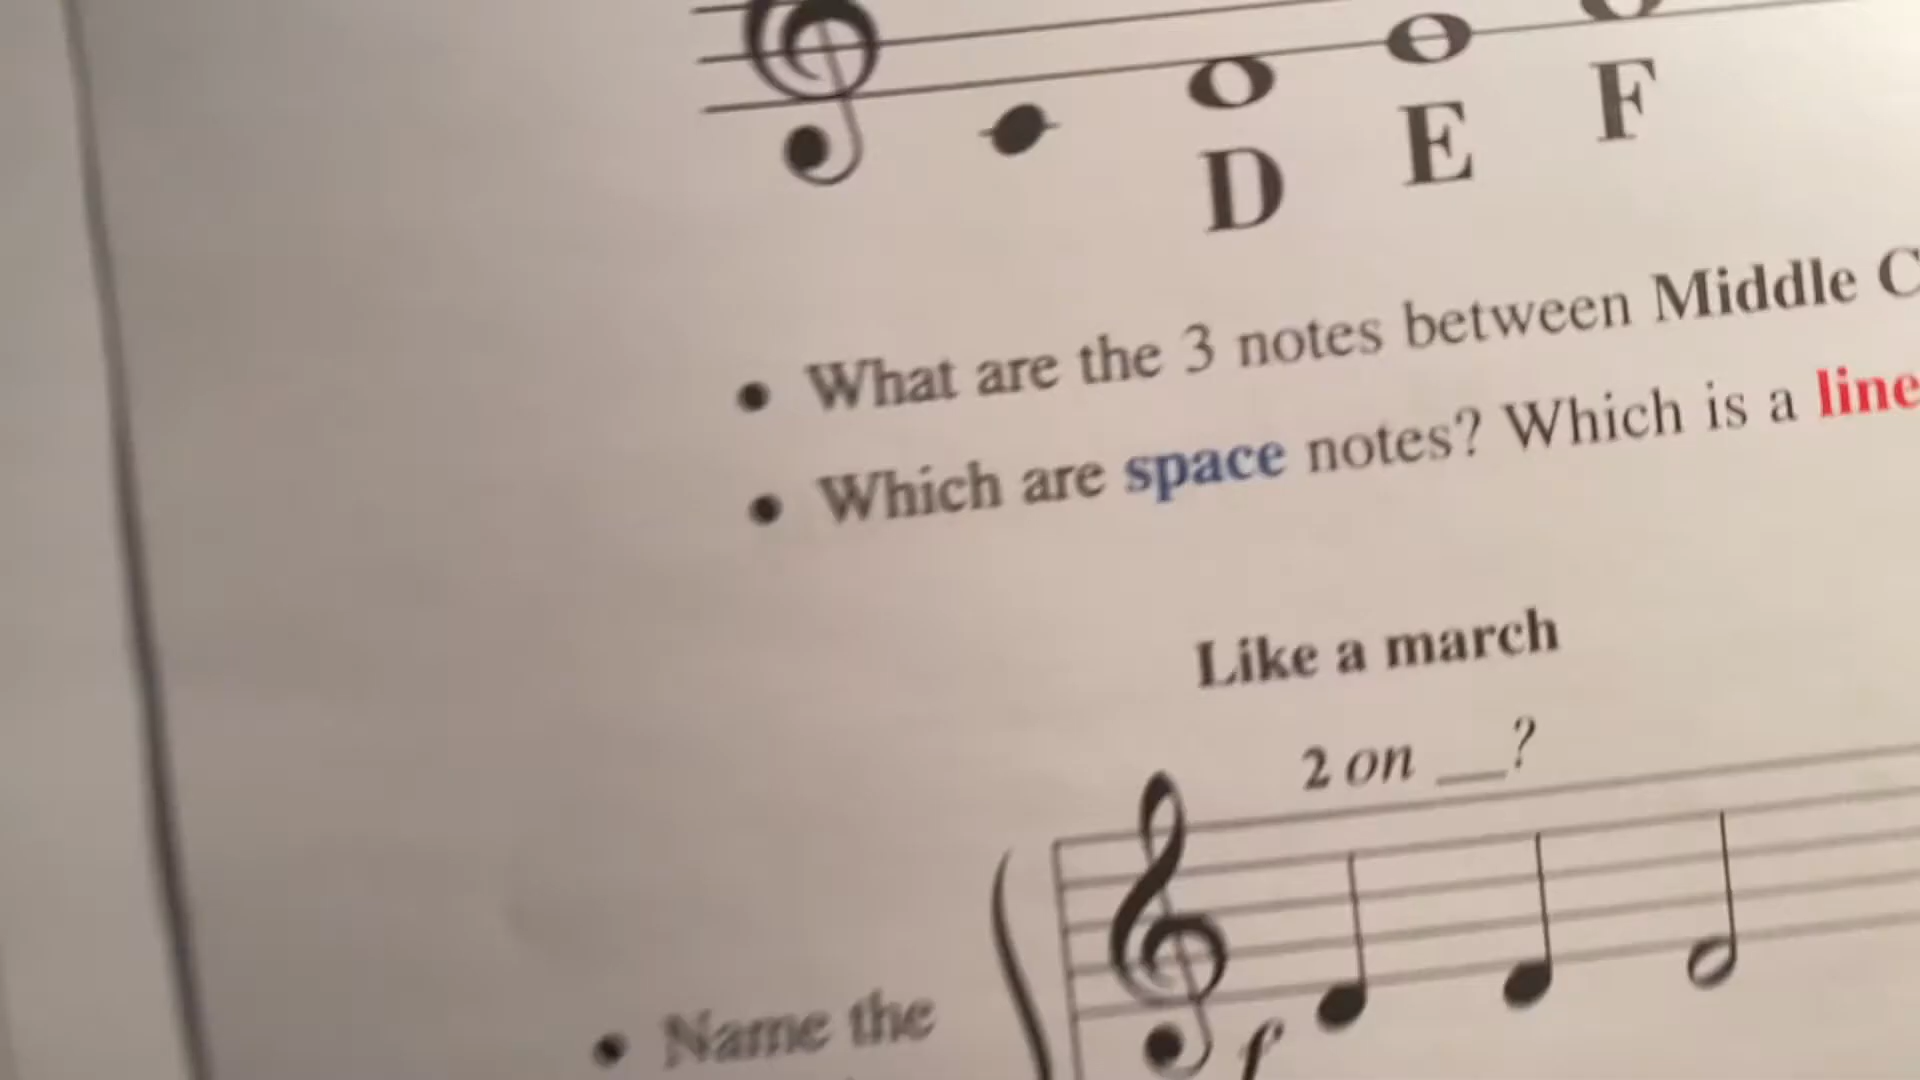 D E F
What are the 3 notes between Middle C
Which are space notes? Which is a line
Like a march
2 on __?
f
Name the